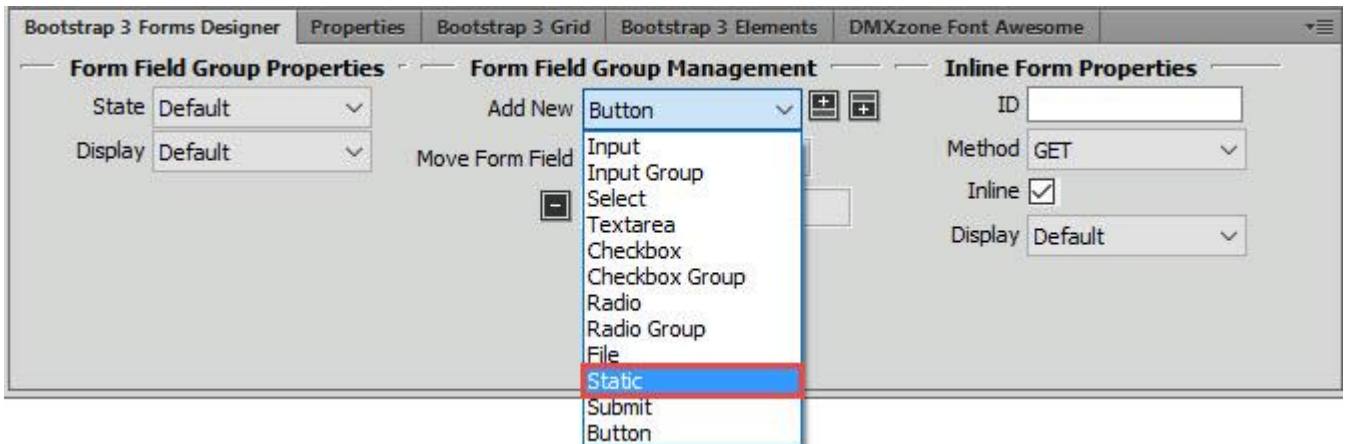 Bootstrap 3 Forms Designer Properties Bootstrap 3 Grid Bootstrap 3 Elements DMXzone Font Awesome
Form Field Group Properties Form Field Group Management Inline Form Properties
State Default Add New Button ID
Display Default Move Form Field Method GET
Inline
Display Default
Input
Input Group
Select
Textarea
Checkbox
Checkbox Group
Radio
Radio Group
File
Static
Submit
Button